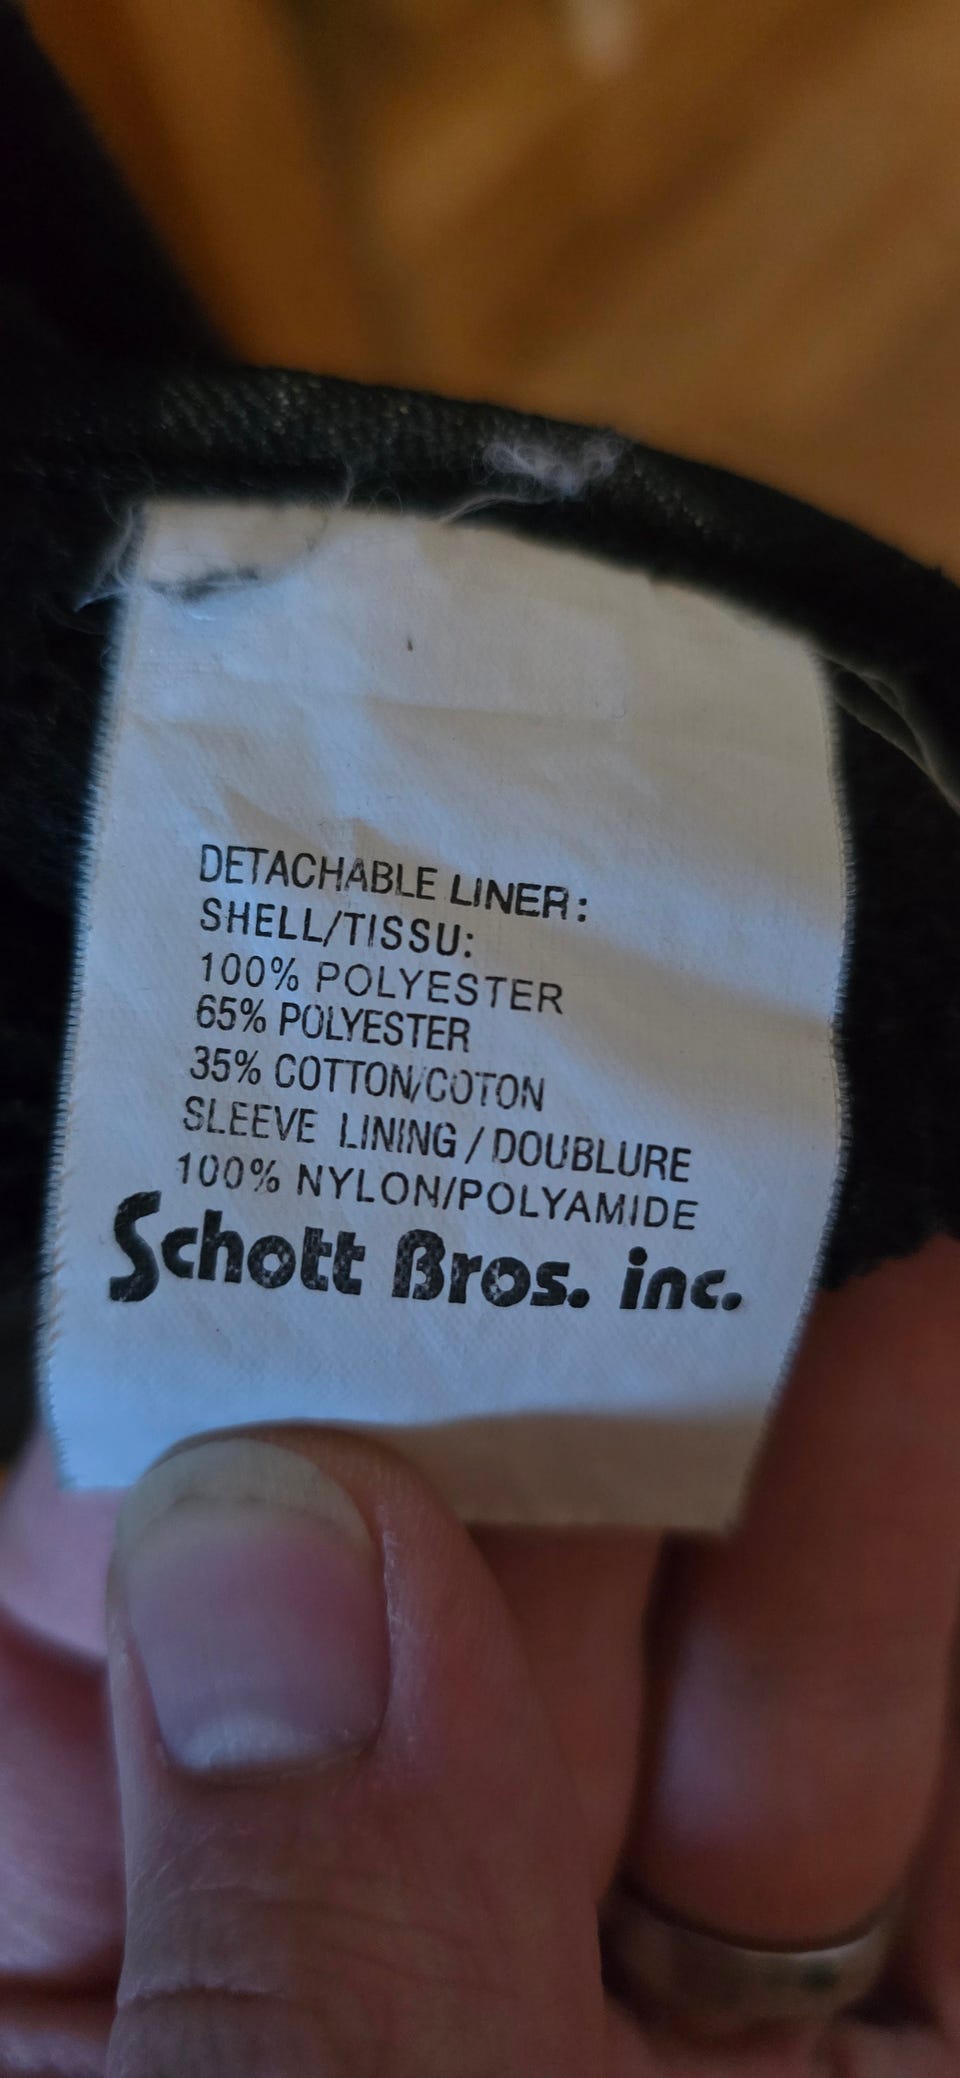 DETACHABLE LINER:
SHELL/TISSU:
100% POLYESTER
65% POLYESTER
35% COTTON/COTON
SLEEVE LINING / DOUBLURE
100% NYLON/POLYAMIDE
Schott Bros. inc.